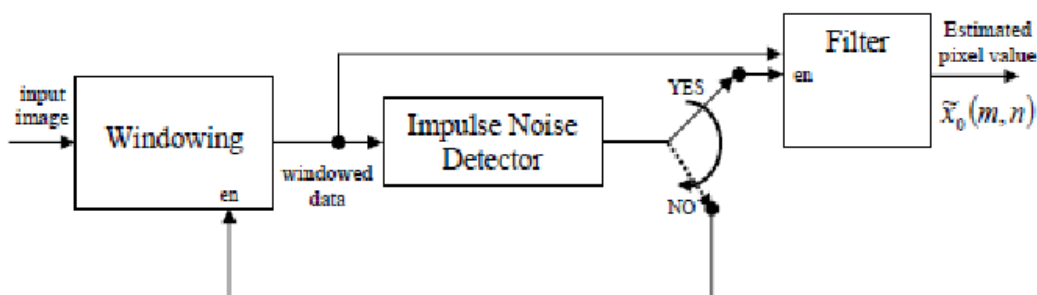 input
image
Windowing
en
windowed
data
Impulse Noise
Detector
YES
NO
Filter
en
Estimated
pixel value
x̃₀(m,n)